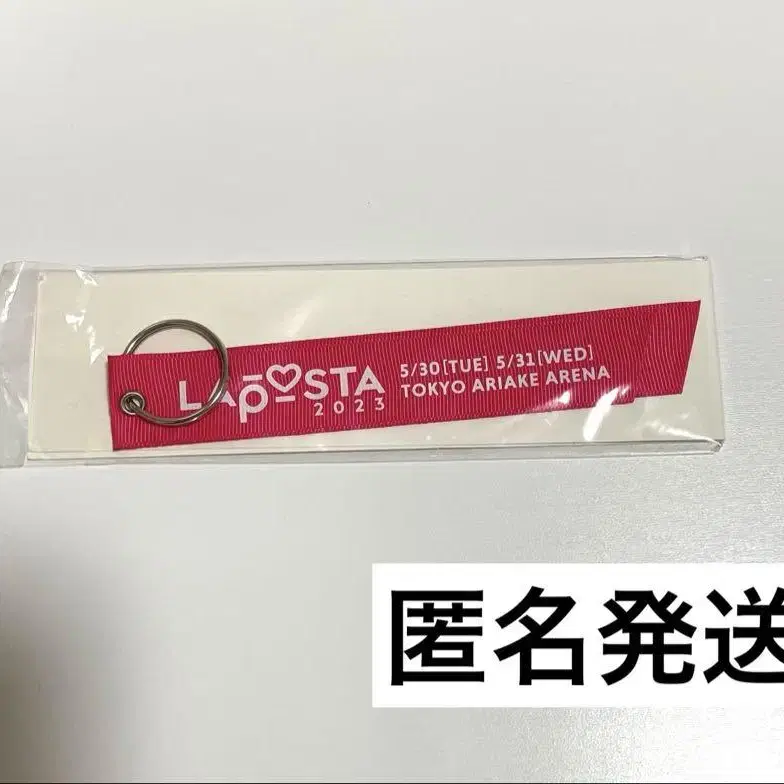 LAPOSTA
2023
5/30[TUE] 5/31[WED]
TOKYO ARIAKE ARENA
匿名発送